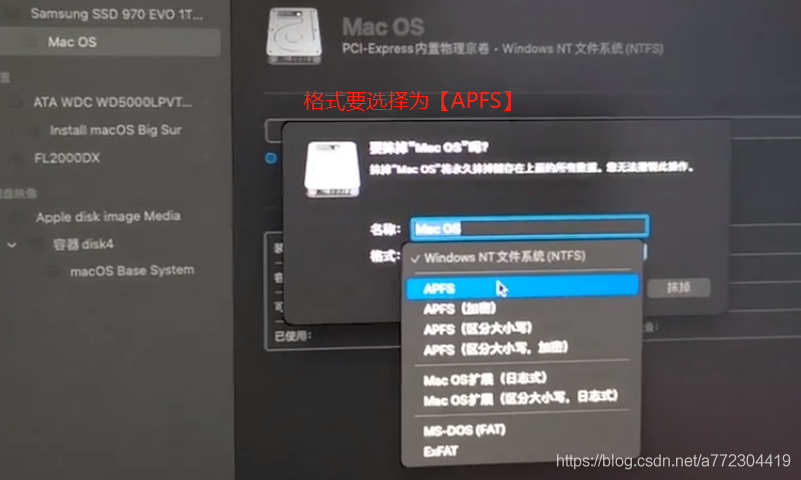 Samsung SSD 970 EVO 1T...
Mac OS
置
ATA WDC WD5000LPVT...
Install macOS Big Sur
FL2000DX
盘映像
Apple disk image Media
容器 disk4
macOS Base System
Mac OS
PCI-Express内置物理宗卷 • Windows NT 文件系统 (NTFS)
格式要选择为【APFS】
要抹掉“Mac OS”吗?
抹掉“Mac OS”将永久抹掉储存在上面的所有数据。您无法撤销此操作。
名称: Mac OS
格式: ✓ Windows NT 文件系统 (NTFS)
APFS
APFS（加密）
APFS（区分大小写）
APFS（区分大小写，加密）
Mac OS扩展（日志式）
Mac OS扩展（区分大小写，日志式）
MS-DOS (FAT)
ExFAT
抹掉
装
容
可
已使用:
备:
https://blog.csdn.net/a772304419